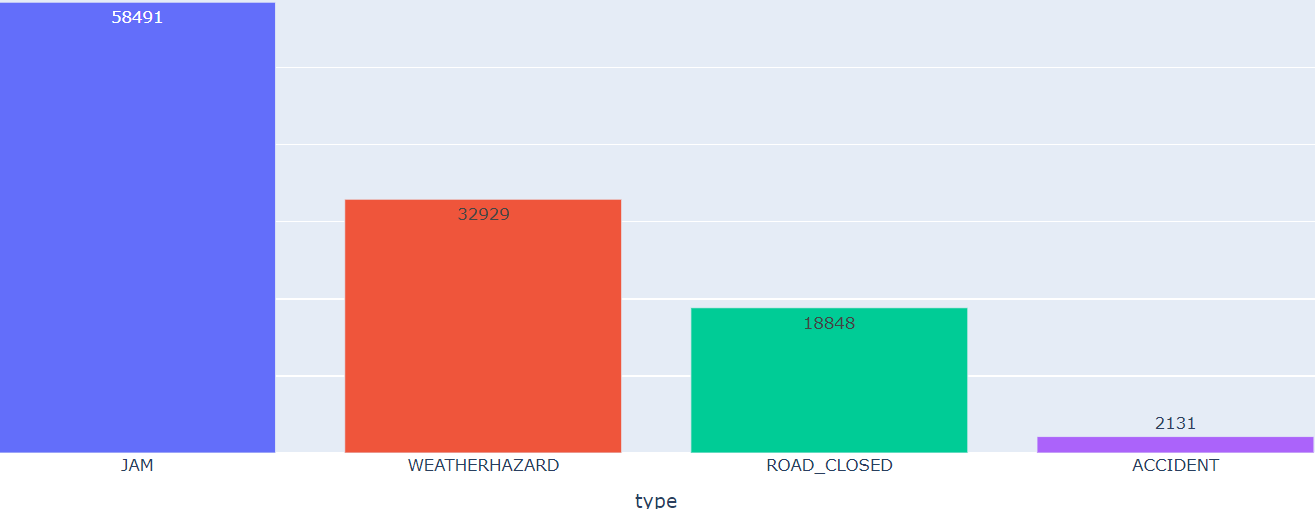 58491
32929
18848
2131
JAM WEATHERHAZARD ROAD_CLOSED ACCIDENT
type